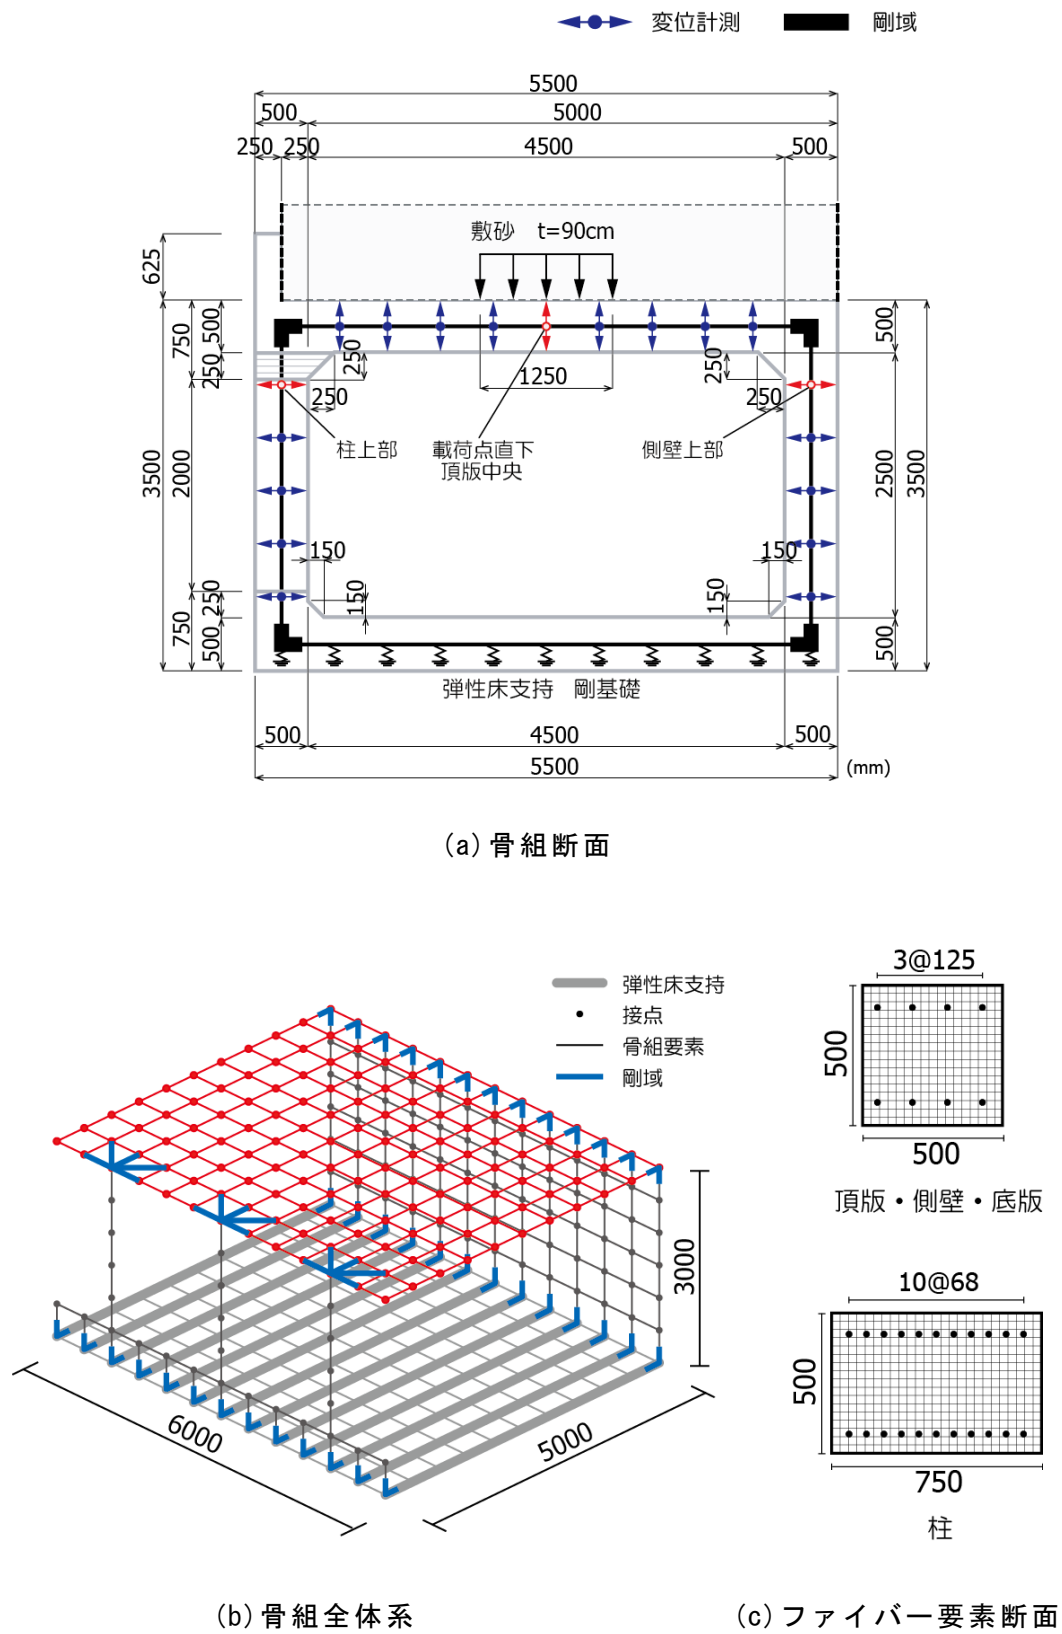 変位計測 剛域
5500
500 5000
250 250 4500 500
敷砂 t=90cm
625
750 500 250
250 250
1250
250 250
500
柱上部
載荷点直下
頂版中央
側壁上部
3500 2000
2500 3500
150 150
150 150
750 250 500
500
弾性床支持 剛基礎
500 4500 500
5500
(mm)
(a)骨組断面
弾性床支持
接点
骨組要素
剛域
3000
6000
5000
(b)骨組全体系
3@125
500
500
頂版・側壁・底版
10@68
500
750
柱
(c)ファイバー要素断面